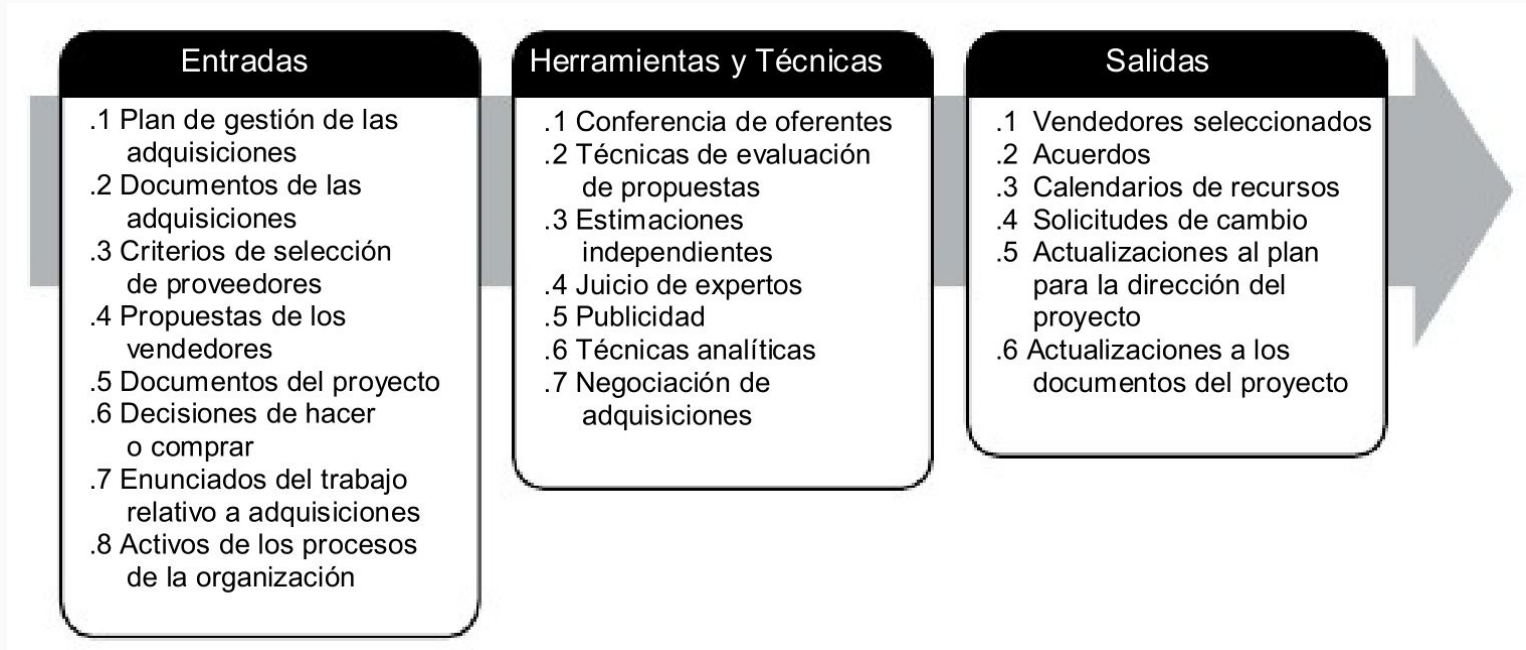 Entradas
.1 Plan de gestión de las
adquisiciones
.2 Documentos de las
adquisiciones
.3 Criterios de selección
de proveedores
.4 Propuestas de los
vendedores
.5 Documentos del proyecto
.6 Decisiones de hacer
o comprar
.7 Enunciados del trabajo
relativo a adquisiciones
.8 Activos de los procesos
de la organización
Herramientas y Técnicas
.1 Conferencia de oferentes
.2 Técnicas de evaluación
de propuestas
.3 Estimaciones
independientes
.4 Juicio de expertos
.5 Publicidad
.6 Técnicas analíticas
.7 Negociación de
adquisiciones
Salidas
.1 Vendedores seleccionados
.2 Acuerdos
.3 Calendarios de recursos
.4 Solicitudes de cambio
.5 Actualizaciones al plan
para la dirección del
proyecto
.6 Actualizaciones a los
documentos del proyecto